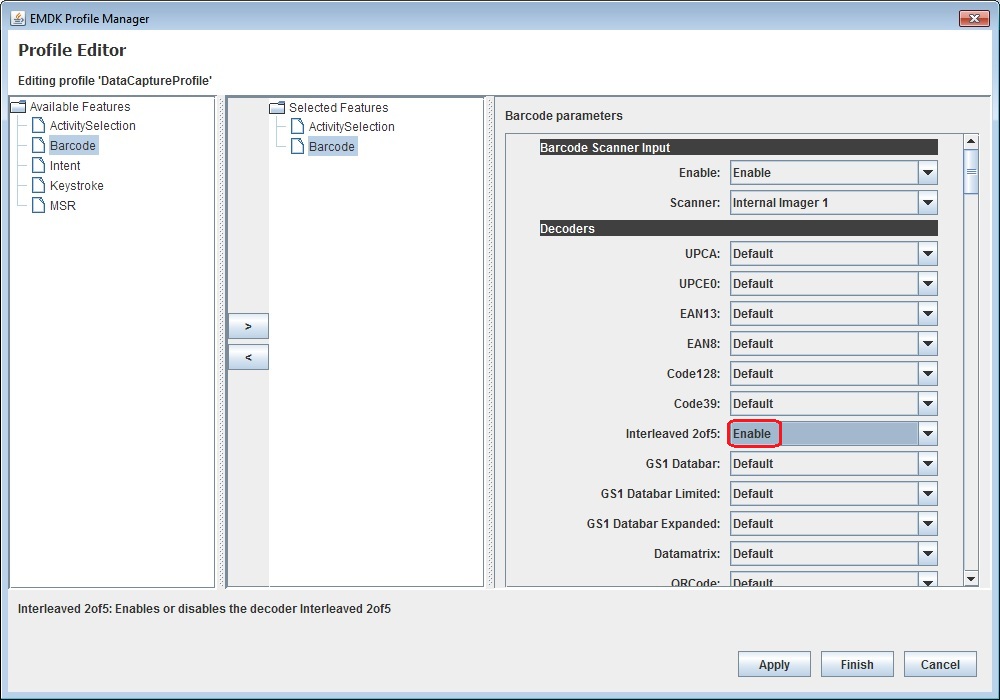 EMDK Profile Manager
Profile Editor
Editing profile 'DataCaptureProfile'
Available Features
ActivitySelection
Barcode
Intent
Keystroke
MSR
Selected Features
ActivitySelection
Barcode
>
<
Barcode parameters
Barcode Scanner Input
Enable: Enable
Scanner: Internal Imager 1
Decoders
UPCA: Default
UPCE0: Default
EAN13: Default
EAN8: Default
Code128: Default
Code39: Default
Interleaved 2of5: Enable
GS1 Databar: Default
GS1 Databar Limited: Default
GS1 Databar Expanded: Default
Datamatrix: Default
QRCode: Default
Interleaved 2of5: Enables or disables the decoder Interleaved 2of5
Apply Finish Cancel